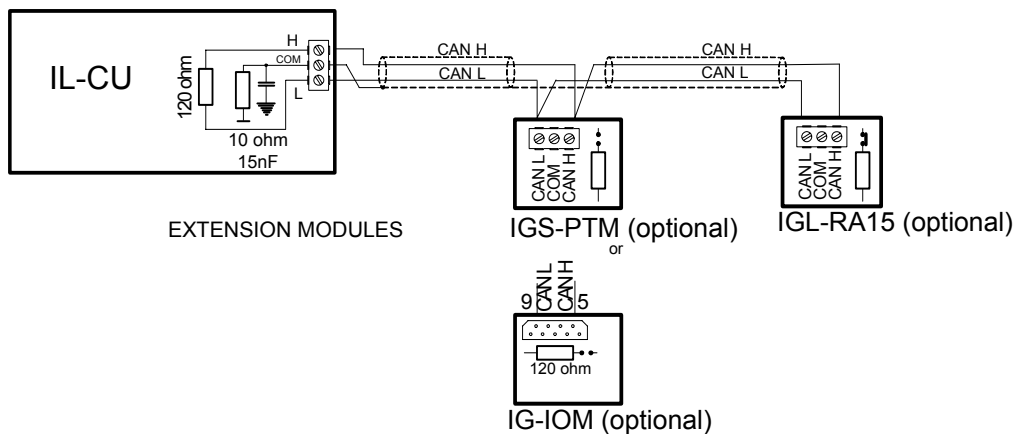 IL-CU
120 ohm
H
COM
L
10 ohm
15nF
CAN H
CAN L
CAN H
CAN L
EXTENSION MODULES
CAN L
COM
CAN H
IGS-PTM (optional)
or
CAN L
COM
CAN H
IGL-RA15 (optional)
9
CAN L
CAN H
5
120 ohm
IG-IOM (optional)